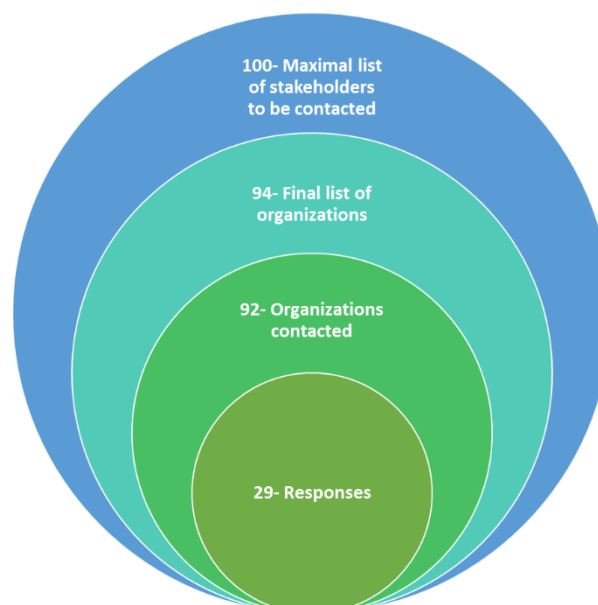 100- Maximal list
of stakeholders
to be contacted
94- Final list of
organizations
92- Organizations
contacted
29- Responses